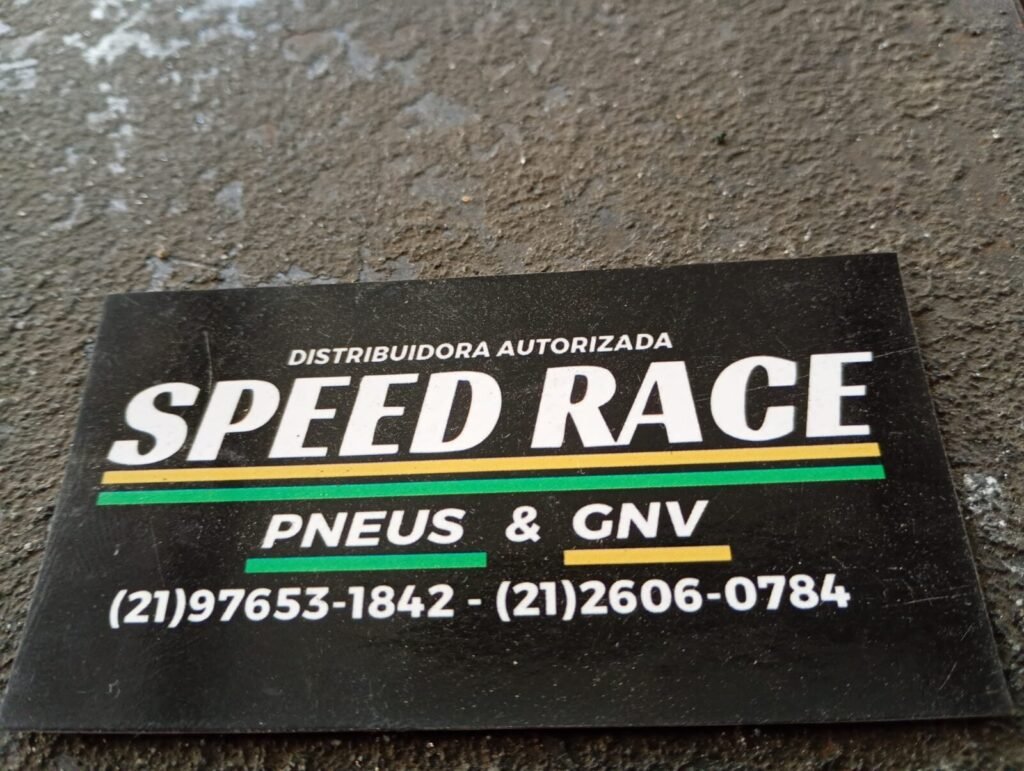 DISTRIBUIDORA AUTORIZADA
SPEED RACE
PNEUS & GNV
(21)97653-1842 - (21)2606-0784